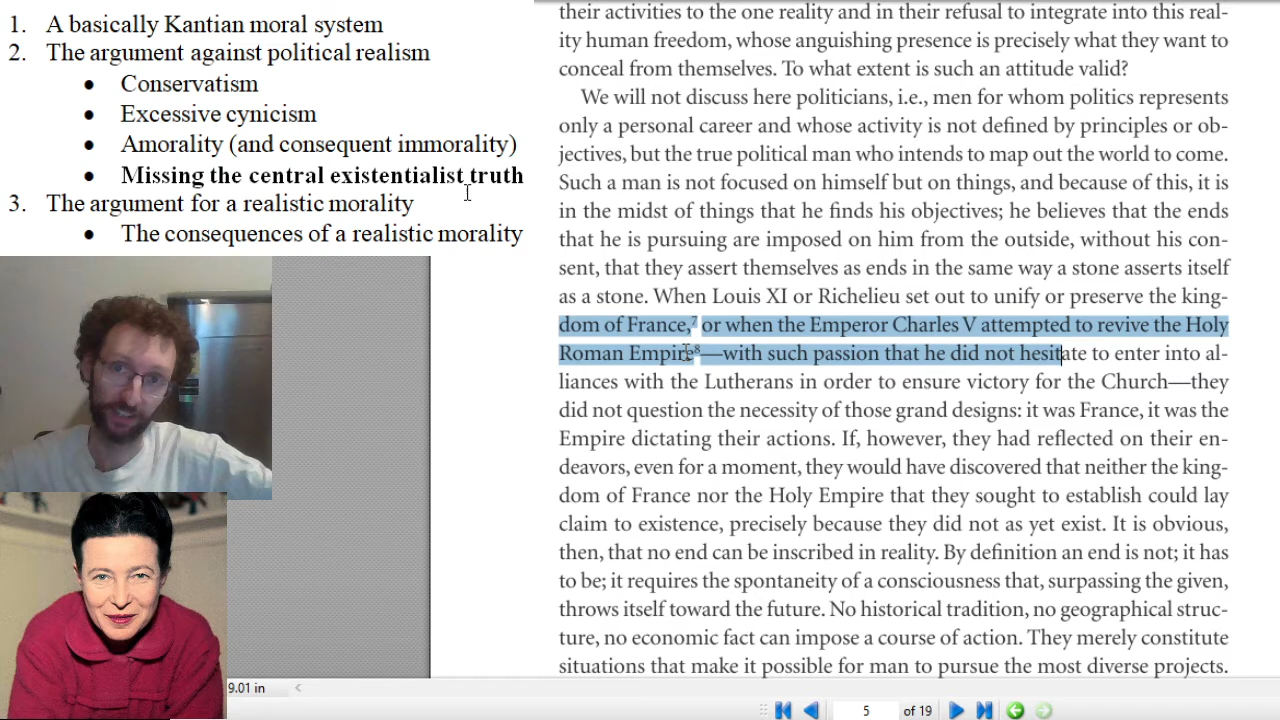 1. A basically Kantian moral system
2. The argument against political realism
• Conservatism
• Excessive cynicism
• Amorality (and consequent immorality)
• Missing the central existentialist truth
3. The argument for a realistic morality
• The consequences of a realistic morality
their activities to the one reality and in their refusal to integrate into this real-
ity human freedom, whose anguishing presence is precisely what they want to
conceal from themselves. To what extent is such an attitude valid?
We will not discuss here politicians, i.e., men for whom politics represents
only a personal career and whose activity is not defined by principles or ob-
jectives, but the true political man who intends to map out the world to come.
Such a man is not focused on himself but on things, and because of this, it is
in the midst of things that he finds his objectives; he believes that the ends
that he is pursuing are imposed on him from the outside, without his con-
sent, that they assert themselves as ends in the same way a stone asserts itself
as a stone. When Louis XI or Richelieu set out to unify or preserve the king-
dom of France,7 or when the Emperor Charles V attempted to revive the Holy
Roman Empire8—with such passion that he did not hesitate to enter into al-
liances with the Lutherans in order to ensure victory for the Church—they
did not question the necessity of those grand designs: it was France, it was the
Empire dictating their actions. If, however, they had reflected on their en-
deavors, even for a moment, they would have discovered that neither the king-
dom of France nor the Holy Empire that they sought to establish could lay
claim to existence, precisely because they did not as yet exist. It is obvious,
then, that no end can be inscribed in reality. By definition an end is not; it has
to be; it requires the spontaneity of a consciousness that, surpassing the given,
throws itself toward the future. No historical tradition, no geographical struc-
ture, no economic fact can impose a course of action. They merely constitute
situations that make it possible for man to pursue the most diverse projects.
9.01 in
5 of 19